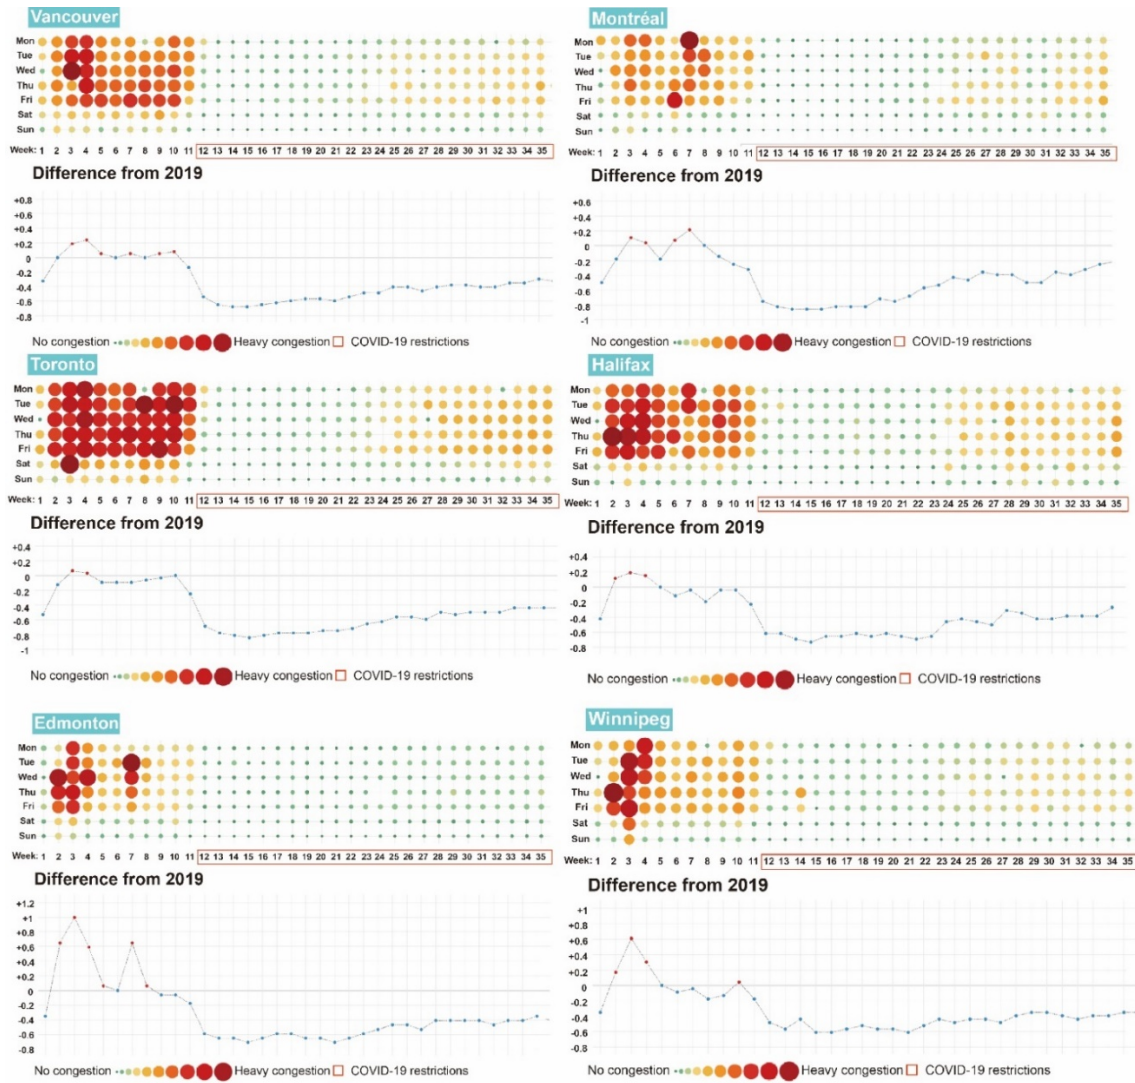 Vancouver
Mon
Tue
Wed
Thu
Fri
Sat
Sun
Week: 1 2 3 4 5 6 7 8 9 10 11 12 13 14 15 16 17 18 19 20 21 22 23 24 25 26 27 28 29 30 31 32 33 34 35
Difference from 2019
+0.8
+0.6
+0.4
+0.2
0
-0.2
-0.4
-0.6
-0.8
No congestion Heavy congestion COVID-19 restrictions
Montréal
Mon
Tue
Wed
Thu
Fri
Sat
Sun
Week: 1 2 3 4 5 6 7 8 9 10 11 12 13 14 15 16 17 18 19 20 21 22 23 24 25 26 27 28 29 30 31 32 33 34 35
Difference from 2019
+0.6
+0.4
+0.2
0
-0.2
-0.4
-0.6
-0.8
-1
No congestion Heavy congestion COVID-19 restrictions
Toronto
Mon
Tue
Wed
Thu
Fri
Sat
Sun
Week: 1 2 3 4 5 6 7 8 9 10 11 12 13 14 15 16 17 18 19 20 21 22 23 24 25 26 27 28 29 30 31 32 33 34 35
Difference from 2019
+0.4
+0.2
0
-0.2
-0.4
-0.6
-0.8
-1
No congestion Heavy congestion COVID-19 restrictions
Halifax
Mon
Tue
Wed
Thu
Fri
Sat
Sun
Week: 1 2 3 4 5 6 7 8 9 10 11 12 13 14 15 16 17 18 19 20 21 22 23 24 25 26 27 28 29 30 31 32 33 34 35
Difference from 2019
+0.4
+0.2
0
-0.2
-0.4
-0.6
-0.8
No congestion Heavy congestion COVID-19 restrictions
Edmonton
Mon
Tue
Wed
Thu
Fri
Sat
Sun
Week: 1 2 3 4 5 6 7 8 9 10 11 12 13 14 15 16 17 18 19 20 21 22 23 24 25 26 27 28 29 30 31 32 33 34 35
Difference from 2019
+1.2
+1
+0.8
+0.6
+0.4
+0.2
0
-0.2
-0.4
-0.6
-0.8
No congestion Heavy congestion COVID-19 restrictions
Winnipeg
Mon
Tue
Wed
Thu
Fri
Sat
Sun
Week: 1 2 3 4 5 6 7 8 9 10 11 12 13 14 15 16 17 18 19 20 21 22 23 24 25 26 27 28 29 30 31 32 33 34 35
Difference from 2019
+1
+0.8
+0.6
+0.4
+0.2
0
-0.2
-0.4
-0.6
-0.8
No congestion Heavy congestion COVID-19 restrictions